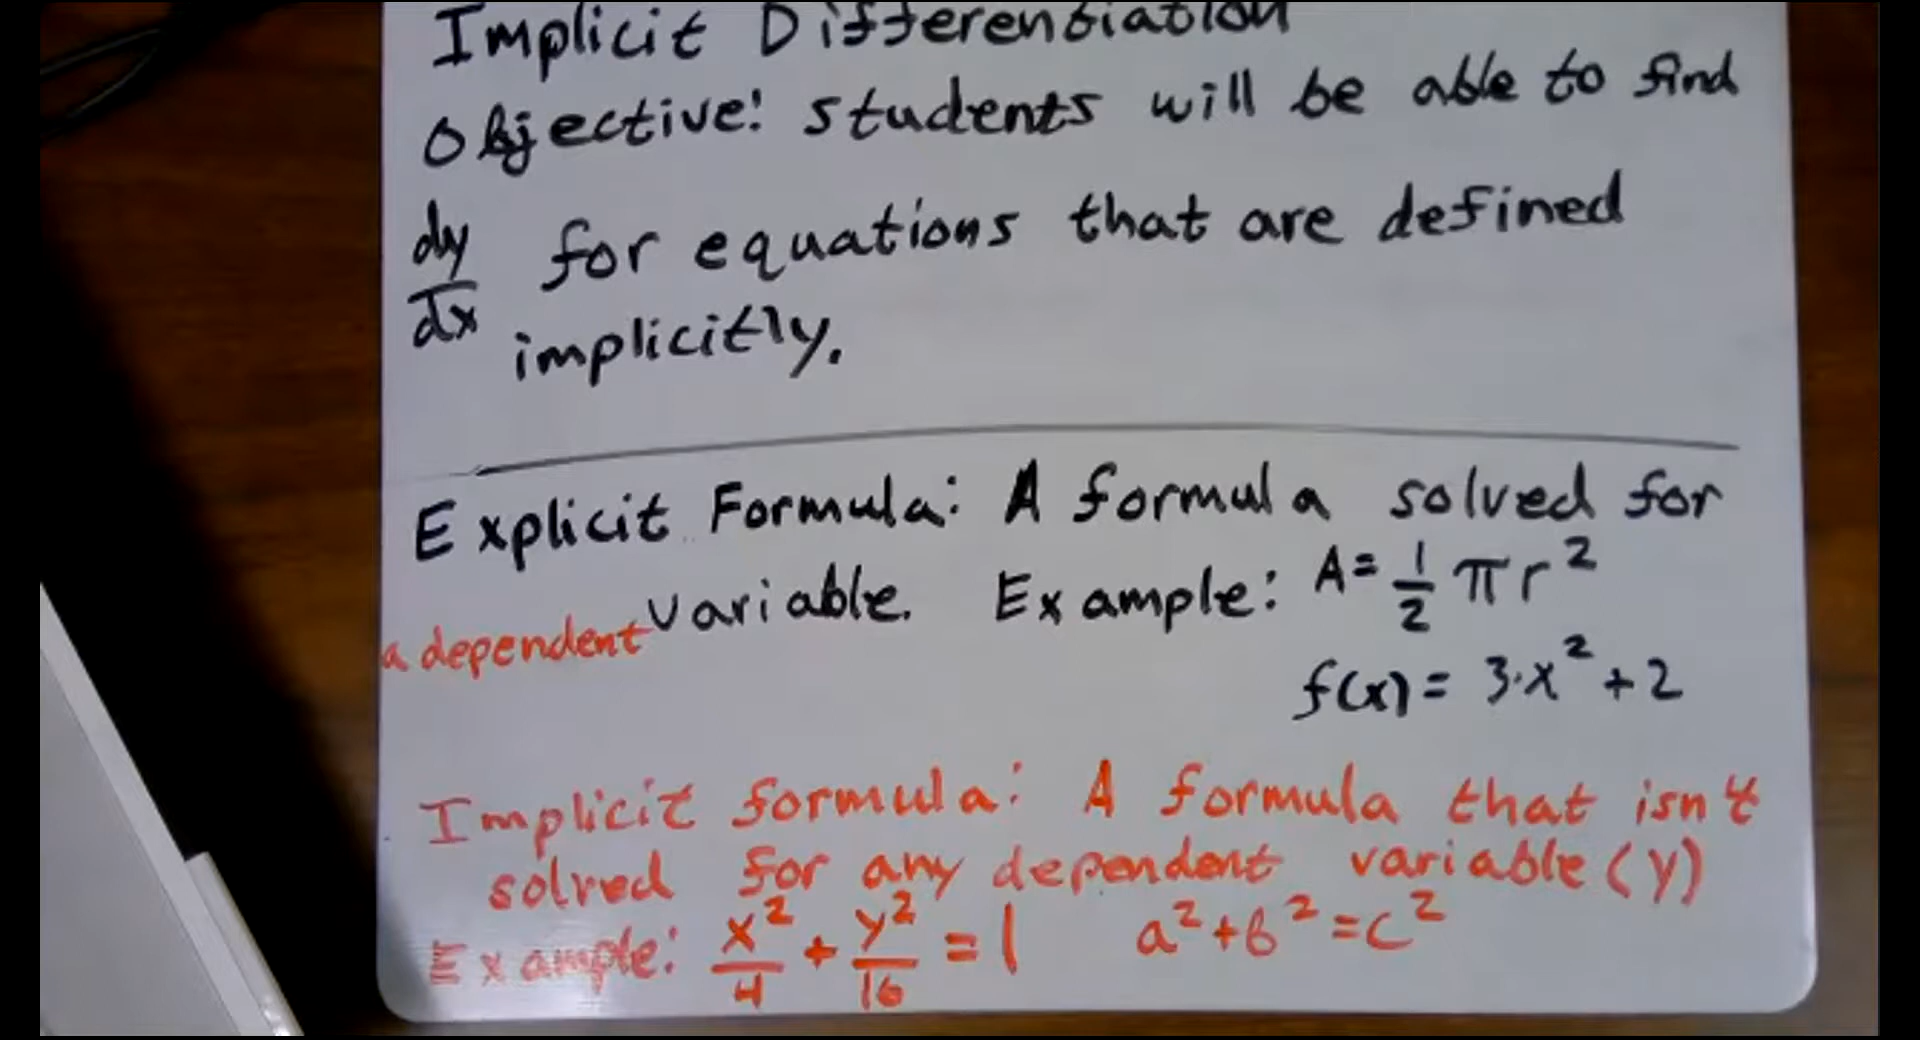 Implicit Differentiation
Objective: students will be able to find
dy/dx for equations that are defined
implicitly.
Explicit Formula: A formula solved for
a dependent variable. Example: A = 1/2 πr²
f(x) = 3·x² + 2
Implicit formula: A formula that isn't
solved for any dependent variable (y)
Example: x²/4 + y²/16 = 1 a² + b² = c²